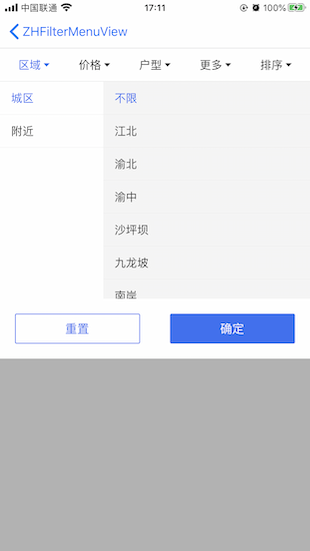 中国联通 17:11 100%
ZHFilterMenuView
区域 价格 户型 更多 排序
城区 不限
附近 江北
渝北
渝中
沙坪坝
九龙坡
南岸
重置 确定